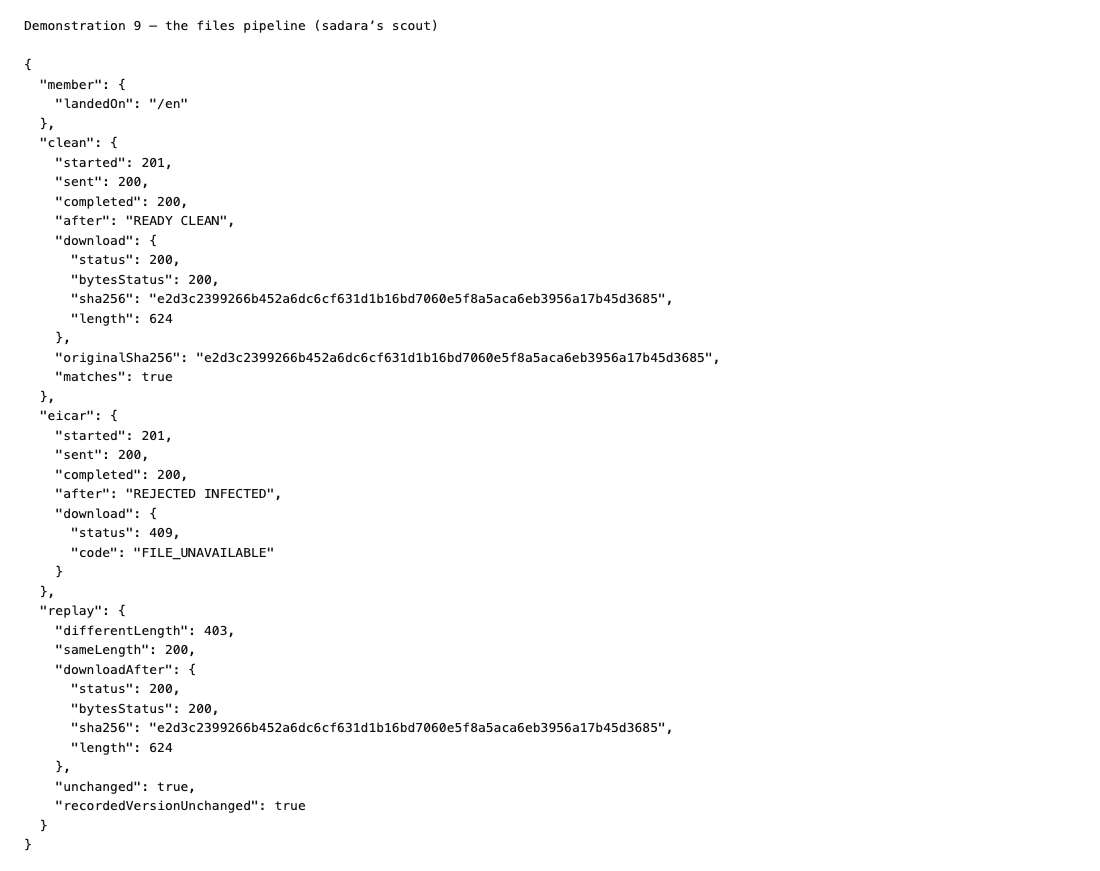 Demonstration 9 — the files pipeline (sadara’s scout)
{
  "member": {
    "landedOn": "/en"
  },
  "clean": {
    "started": 201,
    "sent": 200,
    "completed": 200,
    "after": "READY CLEAN",
    "download": {
      "status": 200,
      "bytesStatus": 200,
      "sha256": "e2d3c2399266b452a6dc6cf631d1b16bd7060e5f8a5aca6eb3956a17b45d3685",
      "length": 624
    },
    "originalSha256": "e2d3c2399266b452a6dc6cf631d1b16bd7060e5f8a5aca6eb3956a17b45d3685",
    "matches": true
  },
  "eicar": {
    "started": 201,
    "sent": 200,
    "completed": 200,
    "after": "REJECTED INFECTED",
    "download": {
      "status": 409,
      "code": "FILE_UNAVAILABLE"
    }
  },
  "replay": {
    "differentLength": 403,
    "sameLength": 200,
    "downloadAfter": {
      "status": 200,
      "bytesStatus": 200,
      "sha256": "e2d3c2399266b452a6dc6cf631d1b16bd7060e5f8a5aca6eb3956a17b45d3685",
      "length": 624
    },
    "unchanged": true,
    "recordedVersionUnchanged": true
  }
}